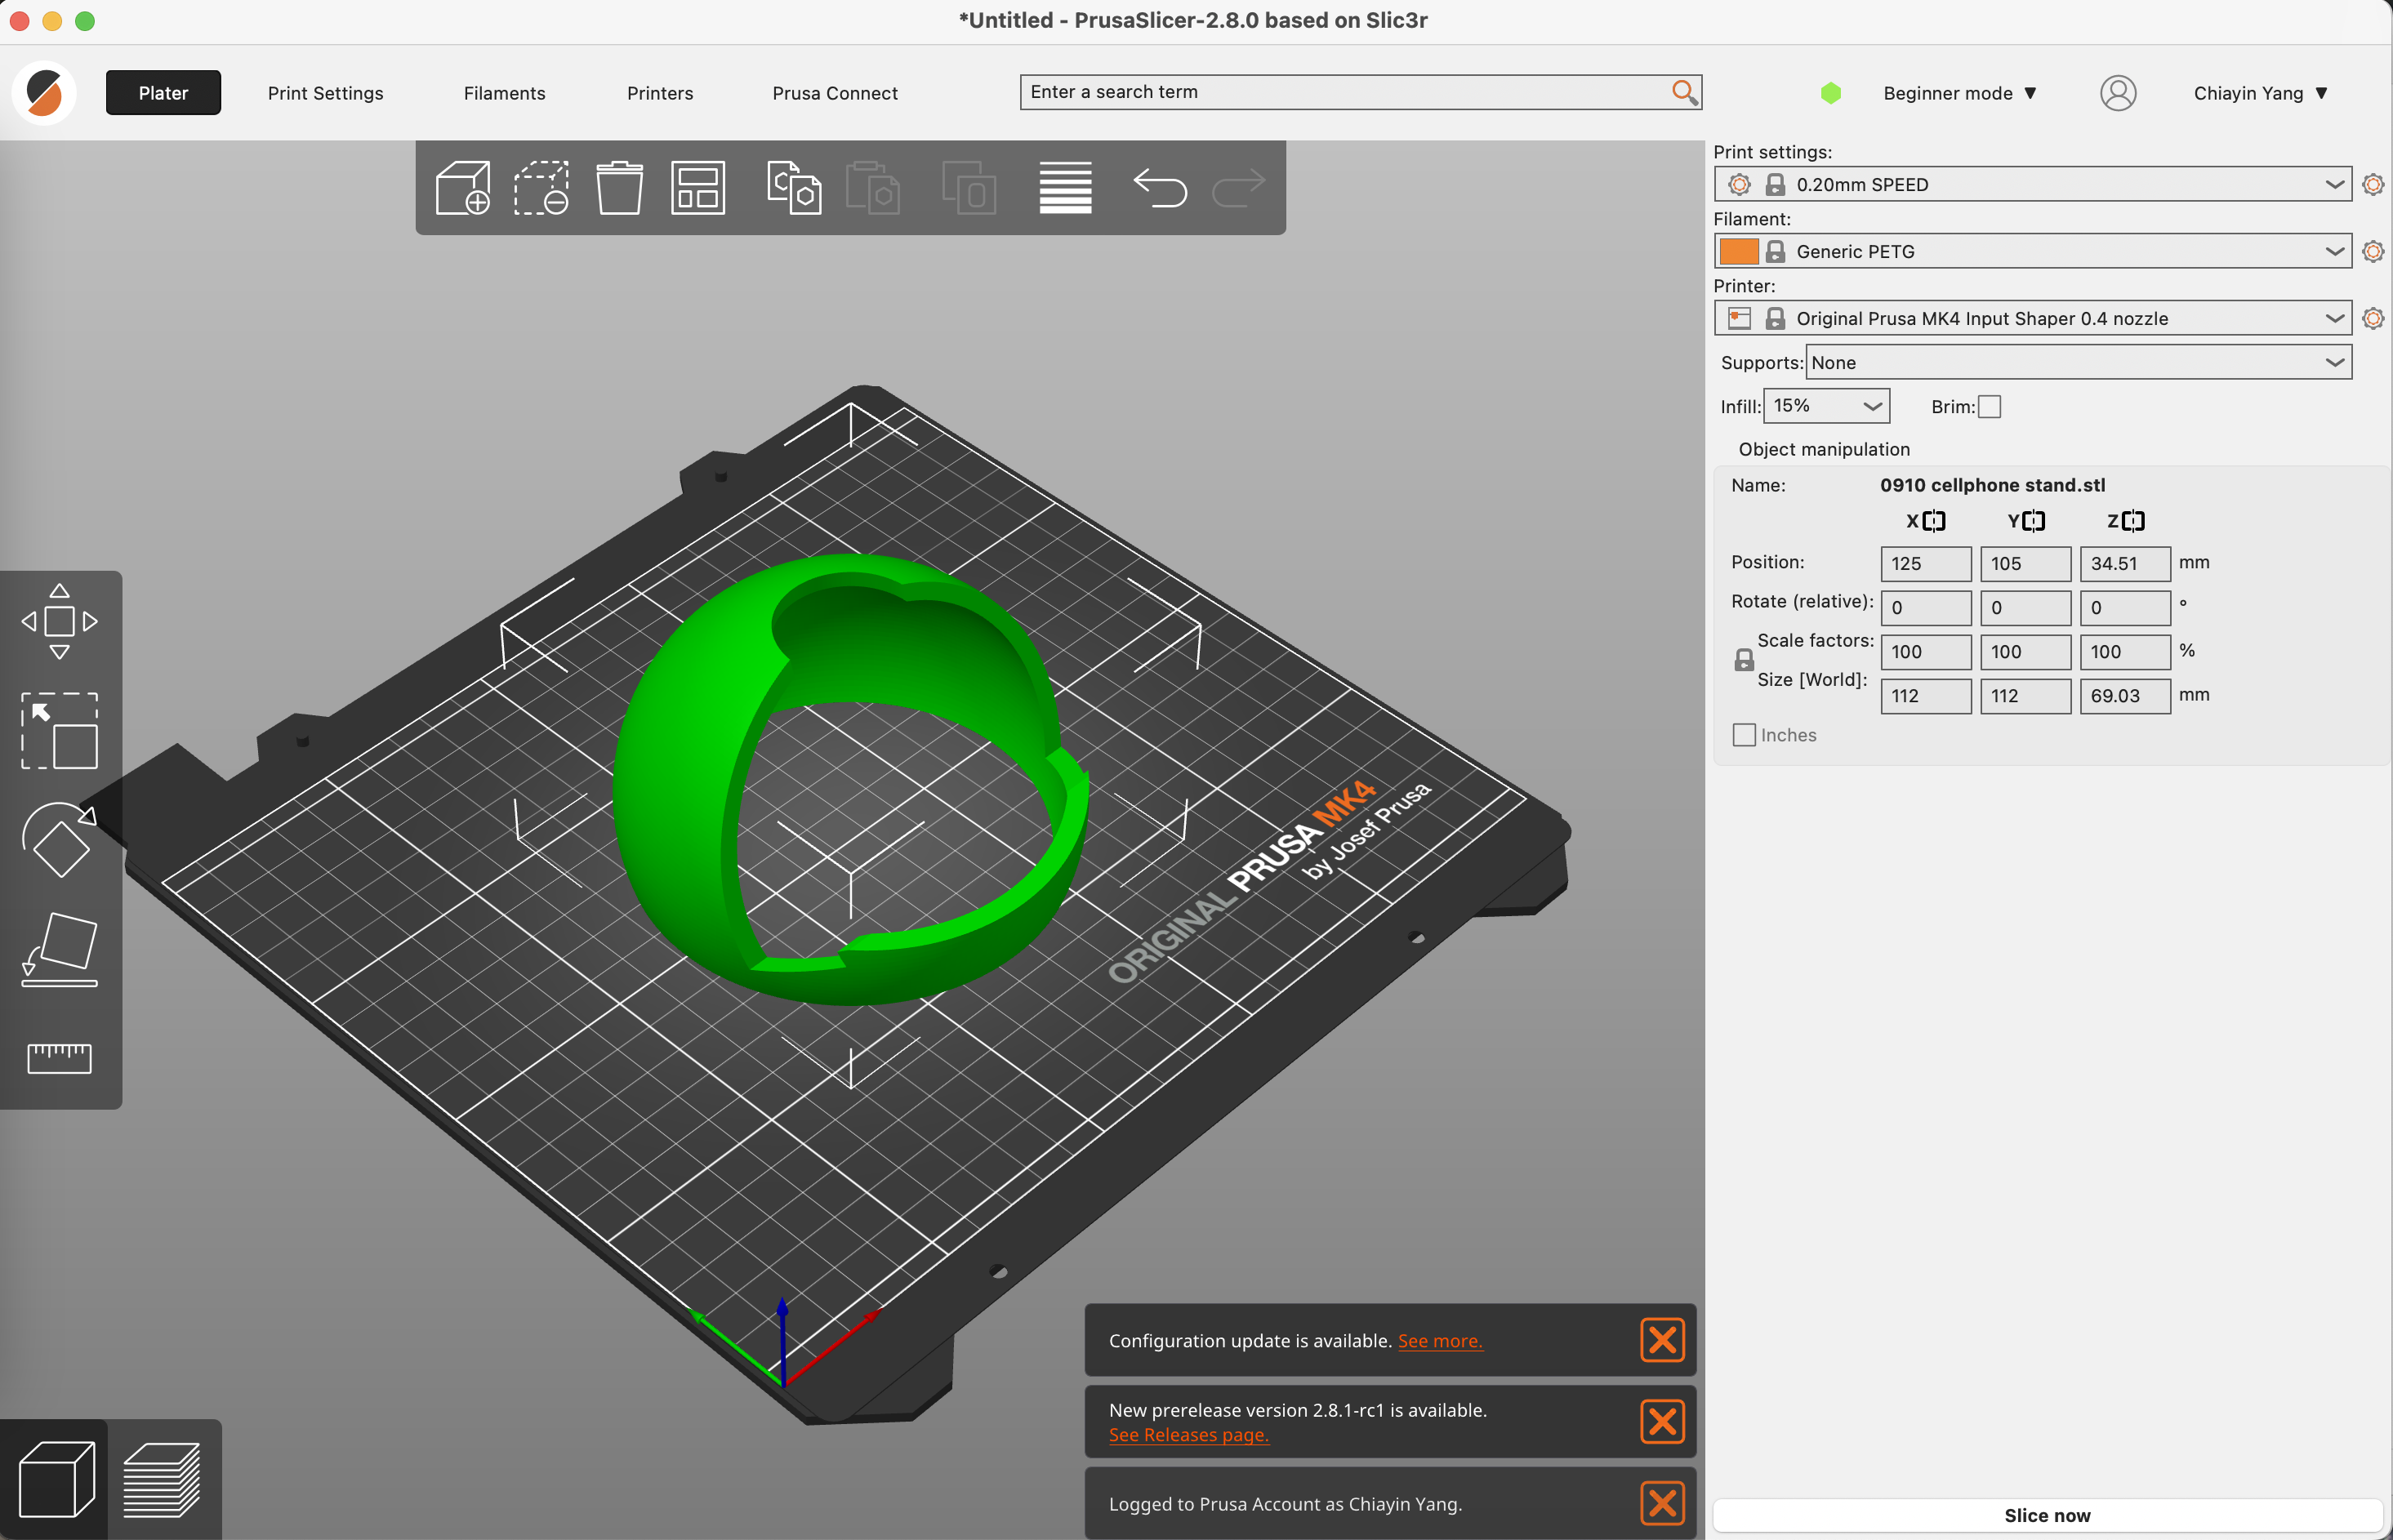 *Untitled - PrusaSlicer-2.8.0 based on Slic3r
Plater
Print Settings
Filaments
Printers
Prusa Connect
Enter a search term
Beginner mode
Chiayin Yang
Print settings:
0.20mm SPEED
Filament:
Generic PETG
Printer:
Original Prusa MK4 Input Shaper 0.4 nozzle
Supports: None
Infill: 15% Brim:
Object manipulation
Name: 0910 cellphone stand.stl
X Y Z
Position: 125 105 34.51 mm
Rotate (relative): 0 0 0 °
Scale factors: 100 100 100 %
Size [World]: 112 112 69.03 mm
Inches
ORIGINAL PRUSA MK4
by Josef Prusa
Configuration update is available. See more.
New prerelease version 2.8.1-rc1 is available.
See Releases page.
Logged to Prusa Account as Chiayin Yang.
Slice now